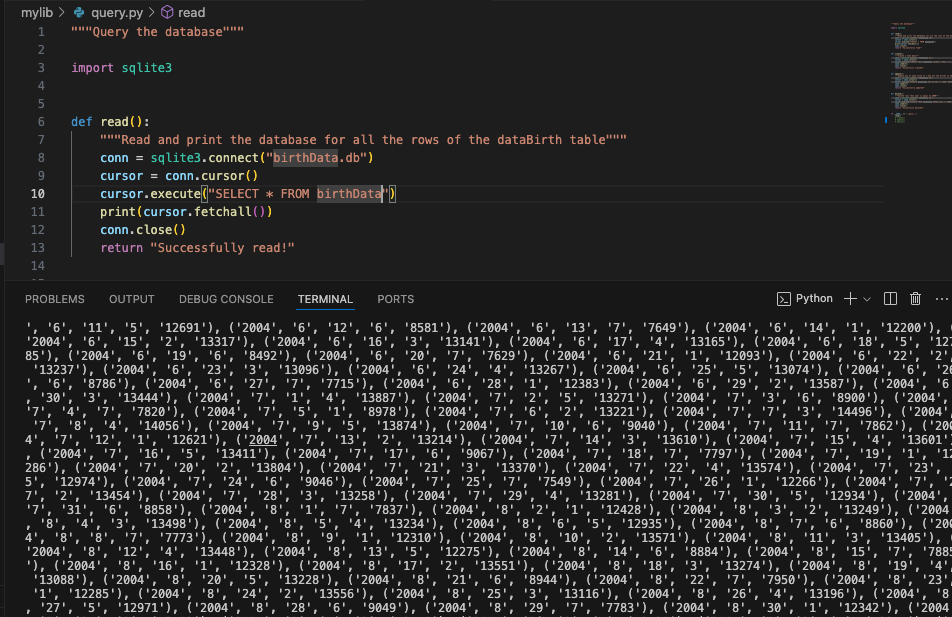 mylib > query.py > read
1 """Query the database"""
2
3 import sqlite3
4
5
6 def read():
7 """Read and print the database for all the rows of the dataBirth table"""
8 conn = sqlite3.connect("birthData.db")
9 cursor = conn.cursor()
10 cursor.execute("SELECT * FROM birthData")
11 print(cursor.fetchall())
12 conn.close()
13 return "Successfully read!"
14
PROBLEMS OUTPUT DEBUG CONSOLE TERMINAL PORTS Python
', '6', '11', '5', '12691'), ('2004', '6', '12', '6', '8581'), ('2004', '6', '13', '7', '7649'), ('2004', '6', '14', '1', '12200'),
'2004', '6', '15', '2', '13317'), ('2004', '6', '16', '3', '13141'), ('2004', '6', '17', '4', '13165'), ('2004', '6', '18', '5', '127
85'), ('2004', '6', '19', '6', '8492'), ('2004', '6', '20', '7', '7629'), ('2004', '6', '21', '1', '12093'), ('2004', '6', '22', '2',
'13237'), ('2004', '6', '23', '3', '13096'), ('2004', '6', '24', '4', '13267'), ('2004', '6', '25', '5', '13074'), ('2004', '6', '26
, '6', '8786'), ('2004', '6', '27', '7', '7715'), ('2004', '6', '28', '1', '12383'), ('2004', '6', '29', '2', '13587'), ('2004', '6
, '30', '3', '13444'), ('2004', '7', '1', '4', '13887'), ('2004', '7', '2', '5', '13271'), ('2004', '7', '3', '6', '8900'), ('2004',
'7', '4', '7', '7820'), ('2004', '7', '5', '1', '8978'), ('2004', '7', '6', '2', '13221'), ('2004', '7', '7', '3', '14496'), ('2004',
'7', '8', '4', '14056'), ('2004', '7', '9', '5', '13874'), ('2004', '7', '10', '6', '9040'), ('2004', '7', '11', '7', '7862'), ('200
4', '7', '12', '1', '12621'), ('2004', '7', '13', '2', '13214'), ('2004', '7', '14', '3', '13610'), ('2004', '7', '15', '4', '13601'
, ('2004', '7', '16', '5', '13411'), ('2004', '7', '17', '6', '9067'), ('2004', '7', '18', '7', '7797'), ('2004', '7', '19', '1', '12
286'), ('2004', '7', '20', '2', '13804'), ('2004', '7', '21', '3', '13370'), ('2004', '7', '22', '4', '13574'), ('2004', '7', '23',
5', '12974'), ('2004', '7', '24', '6', '9046'), ('2004', '7', '25', '7', '7549'), ('2004', '7', '26', '1', '12266'), ('2004', '7', '2
7', '2', '13454'), ('2004', '7', '28', '3', '13258'), ('2004', '7', '29', '4', '13281'), ('2004', '7', '30', '5', '12934'), ('2004',
'7', '31', '6', '8858'), ('2004', '8', '1', '7', '7837'), ('2004', '8', '2', '1', '12428'), ('2004', '8', '3', '2', '13249'), ('2004
, '8', '4', '3', '13498'), ('2004', '8', '5', '4', '13234'), ('2004', '8', '6', '5', '12935'), ('2004', '8', '7', '6', '8860'), ('200
4', '8', '8', '7', '7773'), ('2004', '8', '9', '1', '12310'), ('2004', '8', '10', '2', '13571'), ('2004', '8', '11', '3', '13405'),
'2004', '8', '12', '4', '13448'), ('2004', '8', '13', '5', '12275'), ('2004', '8', '14', '6', '8884'), ('2004', '8', '15', '7', '7885
'), ('2004', '8', '16', '1', '12328'), ('2004', '8', '17', '2', '13551'), ('2004', '8', '18', '3', '13274'), ('2004', '8', '19', '4',
'13088'), ('2004', '8', '20', '5', '13228'), ('2004', '8', '21', '6', '8944'), ('2004', '8', '22', '7', '7950'), ('2004', '8', '23'
'1', '12285'), ('2004', '8', '24', '2', '13556'), ('2004', '8', '25', '3', '13116'), ('2004', '8', '26', '4', '13196'), ('2004', '8
, '27', '5', '12971'), ('2004', '8', '28', '6', '9049'), ('2004', '8', '29', '7', '7783'), ('2004', '8', '30', '1', '12342'), ('2004